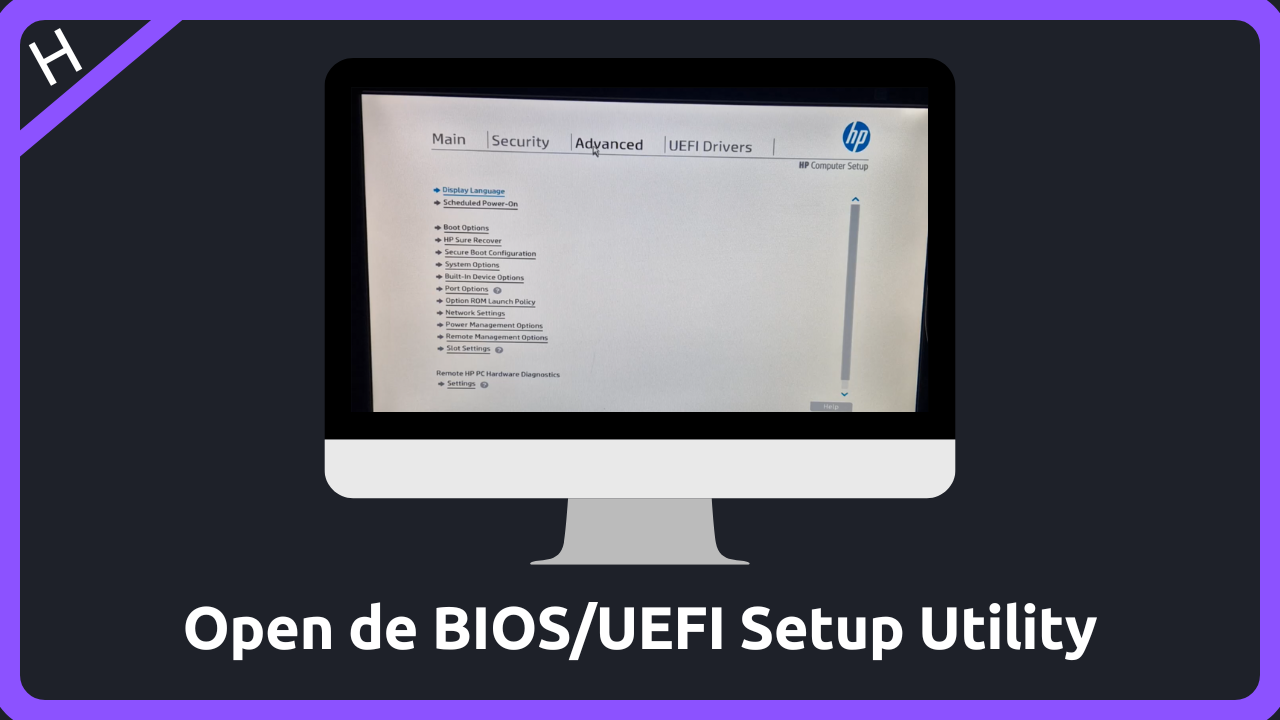 H
Main
Security
Advanced
UEFI Drivers
hp
HP Computer Setup
Display Language
Scheduled Power-On
Boot Options
HP Sure Recover
Secure Boot Configuration
System Options
Built-In Device Options
Port Options ?
Option ROM Launch Policy
Network Settings
Power Management Options
Remote Management Options
Slot Settings ?
Remote HP PC Hardware Diagnostics
Settings ?
Help
Open de BIOS/UEFI Setup Utility